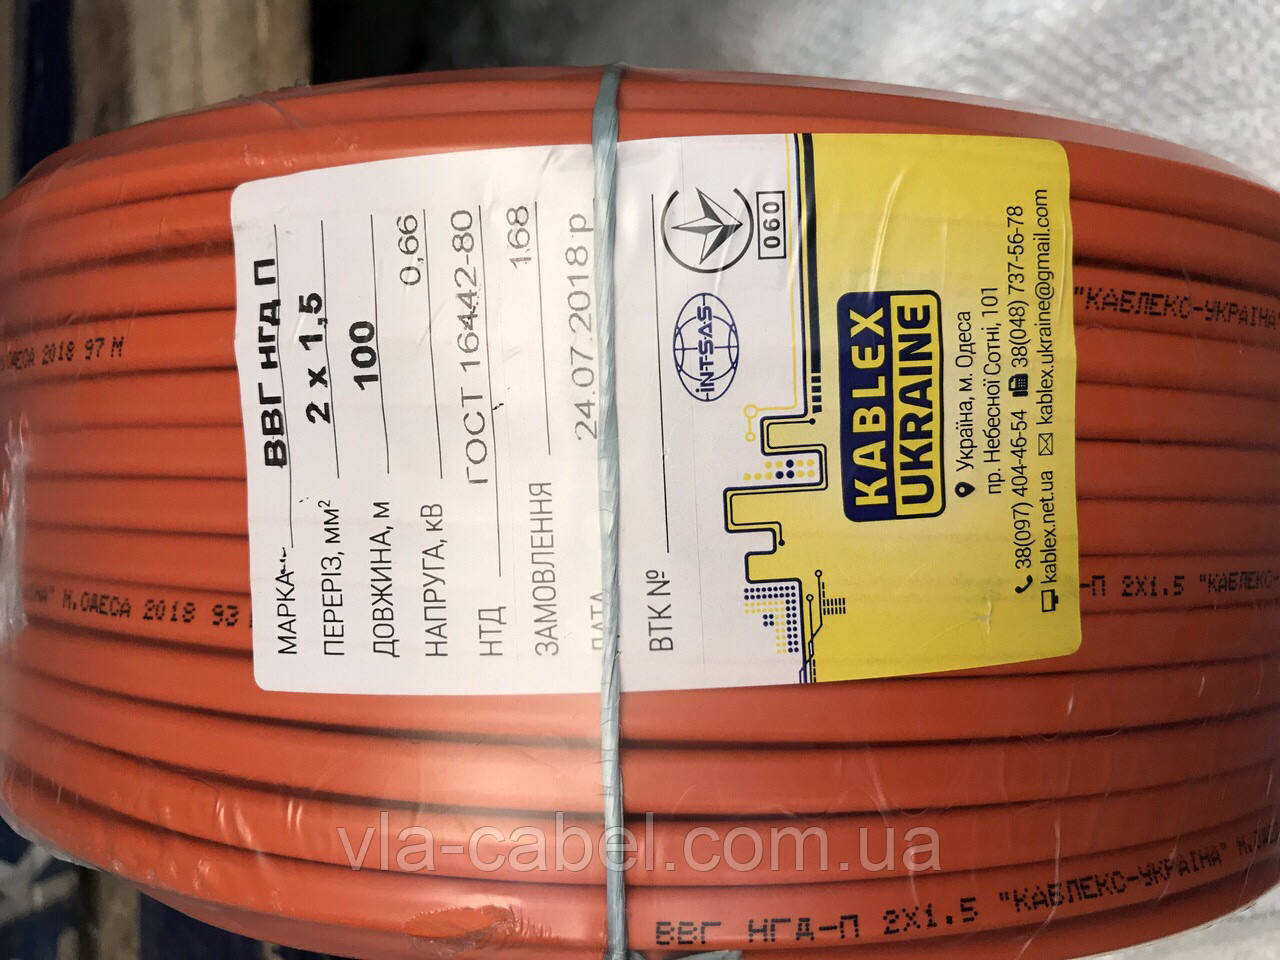 МАРКА ВВГ нгд П
ПЕРЕРІЗ, мм² 2 х 1,5
ДОВЖИНА, м 100
НАПРУГА, кВ 0,66
НТД ГОСТ 16442-80
ЗАМОВЛЕННЯ 168
ДАТА 24.07.2018 р
ВТК №
060
INTSAS
KABLEX
UKRAINE
Україна, м. Одеса
пр. Небесної Сотні, 101
38(097) 404-46-54 38(048) 737-56-78
kablex.net.ua kablex.ukraine@gmail.com
ОДЕСА 2018 97 М
М.ОДЕСА 2018 93
"КАБЛЕКС-УКРАЇНА"
-П 2Х1.5 "КАБЛЕКС-
ВВГ НГД-П 2Х1.5 "КАБЛЕКС-УКРАЇНА" М.
vla-cabel.com.ua